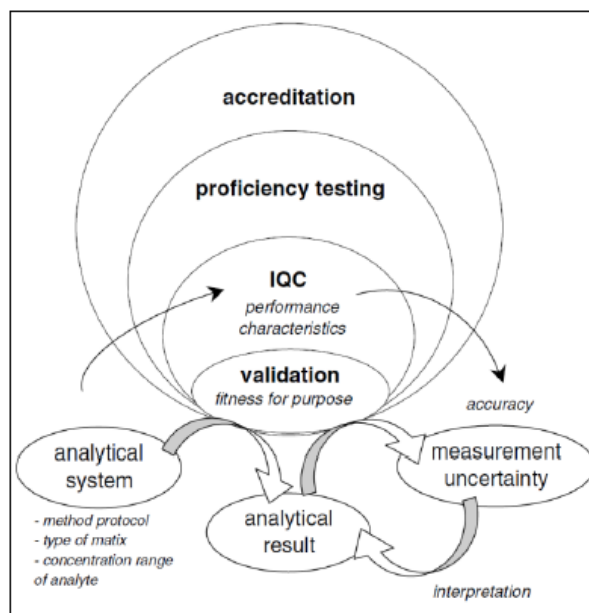 accreditation
proficiency testing
IQC
performance
characteristics
validation
fitness for purpose
accuracy
analytical
system
measurement
uncertainty
- method protocol
- type of matix
- concentration range
of analyte
analytical
result
interpretation